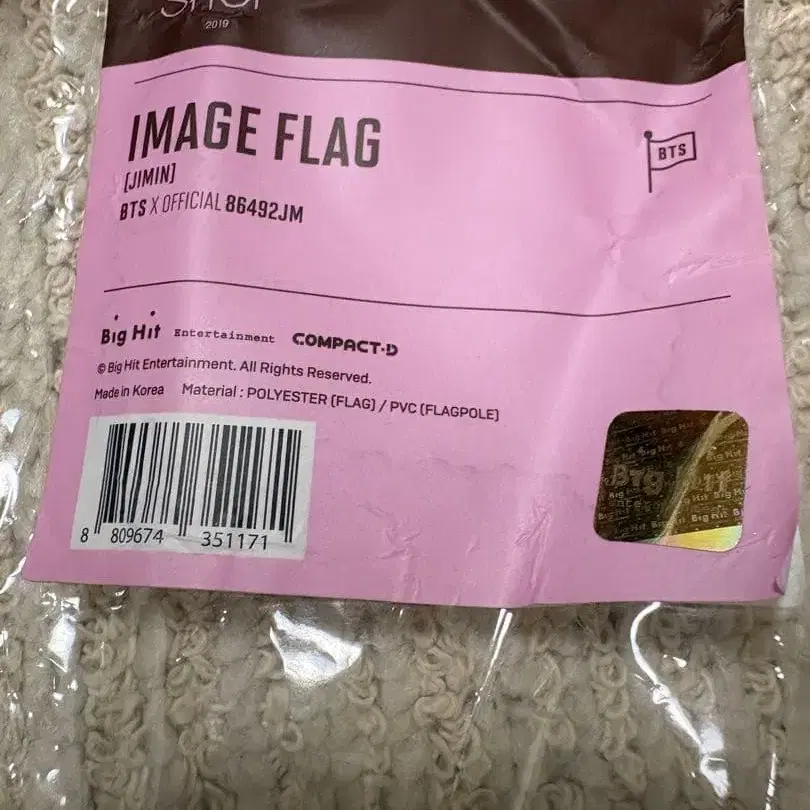 SHOP
2019
IMAGE FLAG
[JIMIN]
BTS X OFFICIAL 86492JM
BTS
Big Hit Entertainment COMPACT·D
© Big Hit Entertainment. All Rights Reserved.
Made in Korea Material : POLYESTER (FLAG) / PVC (FLAGPOLE)
8 809674 351171
Big Hit